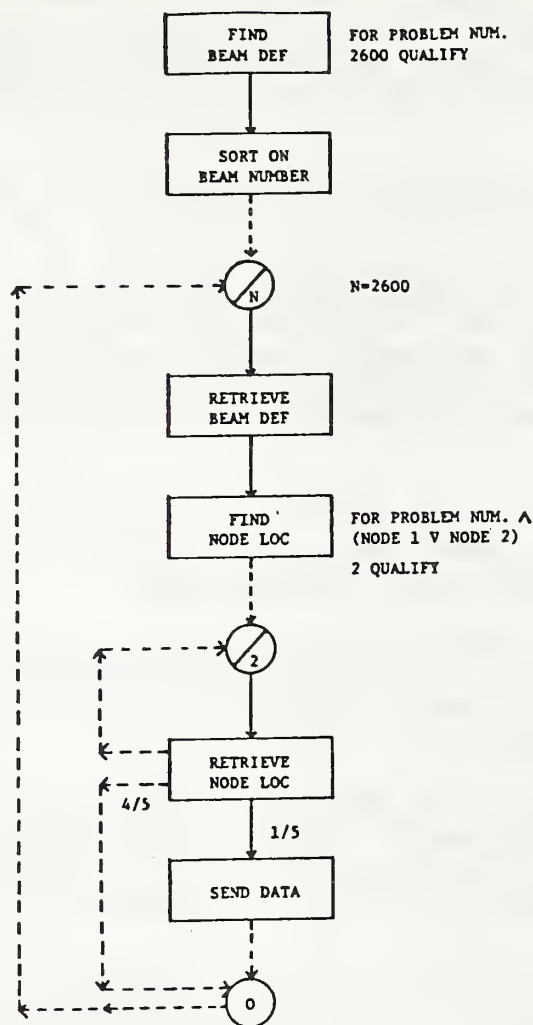 FIND
BEAM DEF
FOR PROBLEM NUM.
2600 QUALIFY
SORT ON
BEAM NUMBER
N
N=2600
RETRIEVE
BEAM DEF
FIND
NODE LOC
FOR PROBLEM NUM. ∧
(NODE 1 ∨ NODE 2)
2 QUALIFY
2
RETRIEVE
NODE LOC
4/5
1/5
SEND DATA
0